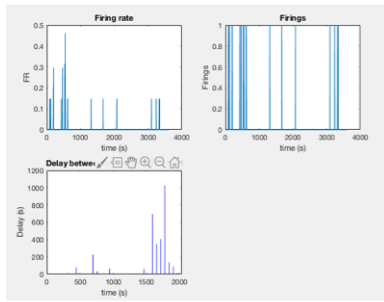 Firing rate
0.5
0.4
0.3
0.2
0.1
0
FR
0 1000 2000 3000 4000
time (s)
Firings
1
0.8
0.6
0.4
0.2
0
Firings
0 1000 2000 3000 4000
time (s)
Delay betwe
1200
1000
800
600
400
200
0
Delay (s)
0 500 1000 1500 2000
time (s)